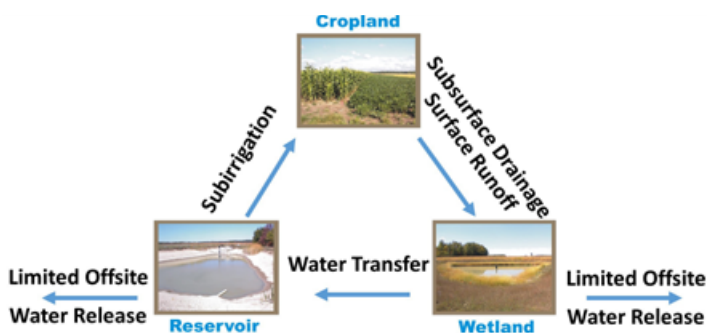 Cropland
Subirrigation
Subsurface Drainage
Surface Runoff
Water Transfer
Limited Offsite
Water Release
Reservoir
Wetland
Limited Offsite
Water Release